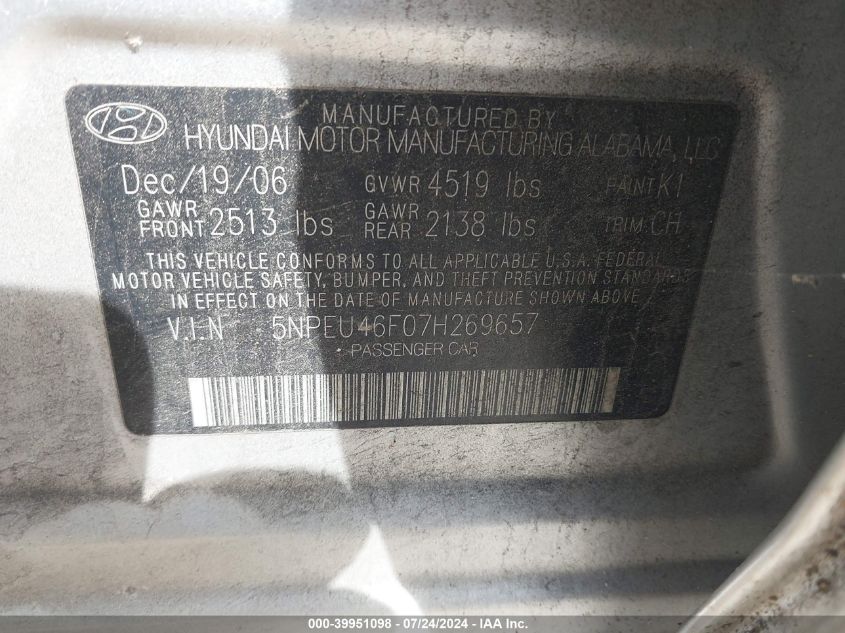 MANUFACTURED BY
HYUNDAI MOTOR MANUFACTURING ALABAMA, LLC
Dec/19/06 GVWR 4519 lbs PAINT K1
GAWR FRONT 2513 lbs GAWR REAR 2138 lbs TRIM CH
THIS VEHICLE CONFORMS TO ALL APPLICABLE U.S.A. FEDERAL
MOTOR VEHICLE SAFETY, BUMPER, AND THEFT PREVENTION STANDARDS
IN EFFECT ON THE DATE OF MANUFACTURE SHOWN ABOVE
V.I.N 5NPEU46F07H269657
PASSENGER CAR
000-39951098 - 07/24/2024 - IAA Inc.